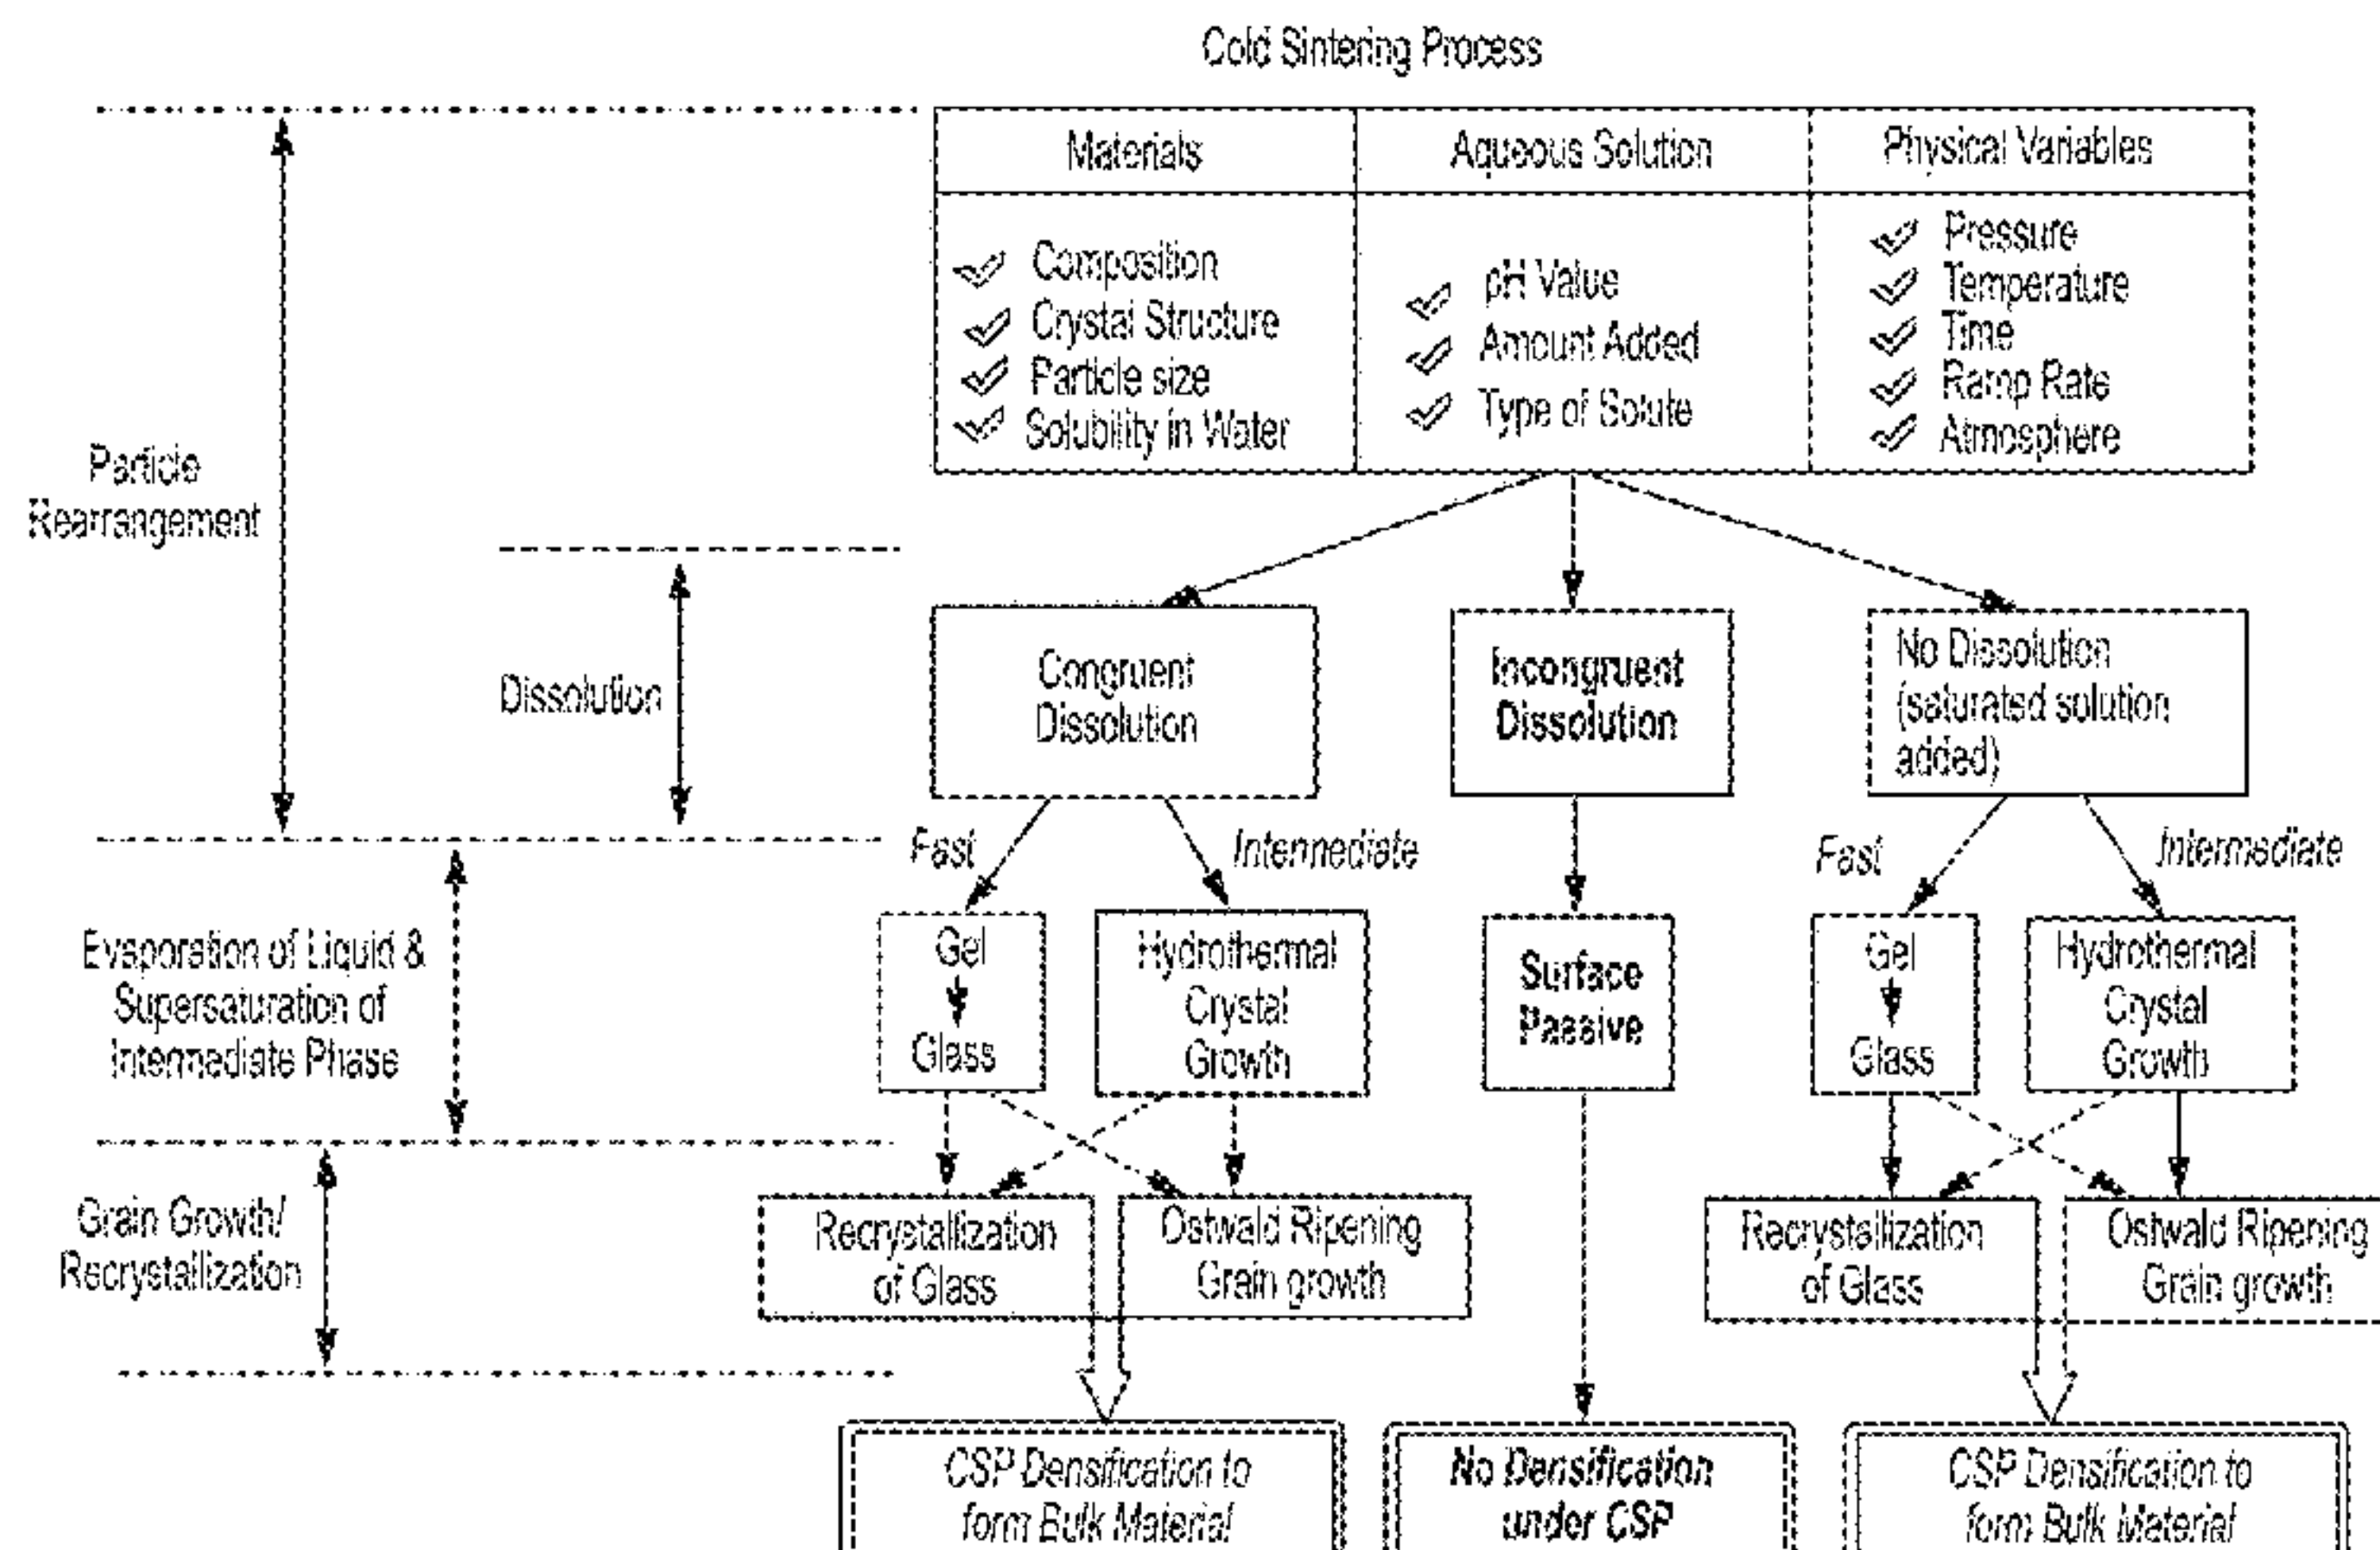 Cold Sintering Process
Materials
Aqueous Solution
Physical Variables
Composition
Crystal Structure
Particle size
Solubility in Water
pH Value
Amount Added
Type of Solute
Pressure
Temperature
Time
Ramp Rate
Atmosphere
Particle
Rearrangement
Dissolution
Congruent
Dissolution
Incongruent
Dissolution
No Dissolution
(saturated solution
added)
Fast
Intermediate
Fast
Intermediate
Evaporation of Liquid &
Supersaturation of
Intermediate Phase
Gel
Glass
Hydrothermal
Crystal
Growth
Surface
Passive
Gel
Glass
Hydrothermal
Crystal
Growth
Grain Growth/
Recrystallization
Recrystallization
of Glass
Ostwald Ripening
Grain growth
Recrystallization
of Glass
Ostwald Ripening
Grain growth
CSP Densification to
form Bulk Material
No Densification
under CSP
CSP Densification to
form Bulk Material